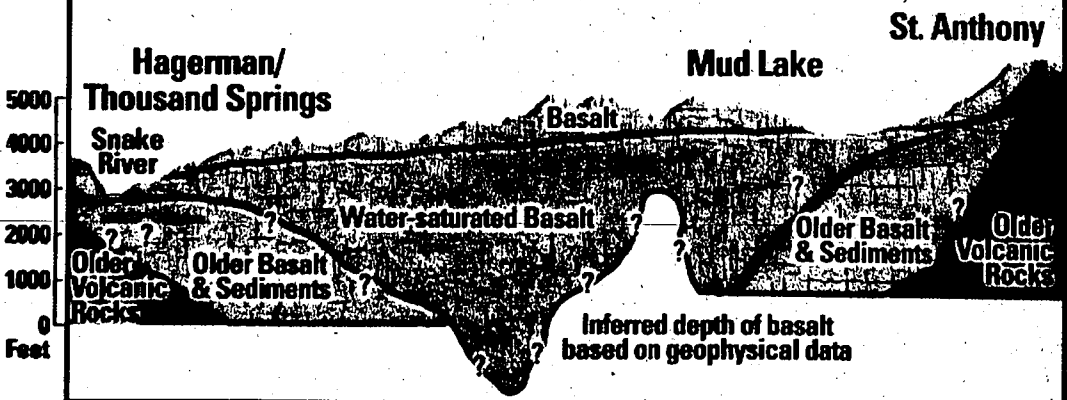 St. Anthony
Hagerman/
Thousand Springs
Mud Lake
5000
4000
3000
2000
1000
0
Feet
Snake
River
Basalt
Water-saturated Basalt
?
?
?
?
?
?
?
?
?
?
?
Older
Volcanic
Rocks
Older Basalt
& Sediments
Older Basalt
& Sediments
Older
Volcanic
Rocks
Inferred depth of basalt
based on geophysical data